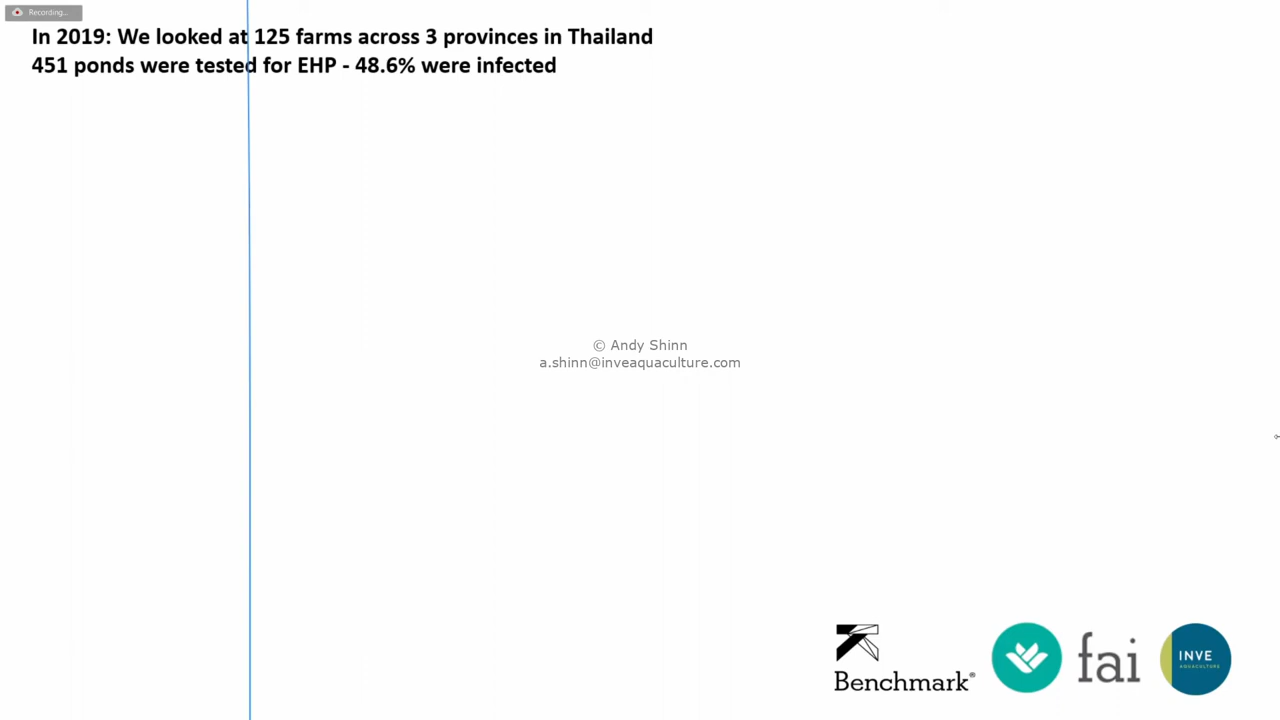 Recording...
In 2019: We looked at 125 farms across 3 provinces in Thailand
451 ponds were tested for EHP - 48.6% were infected
© Andy Shinn
a.shinn@inveaquaculture.com
Benchmark®
fai
INVE
AQUACULTURE